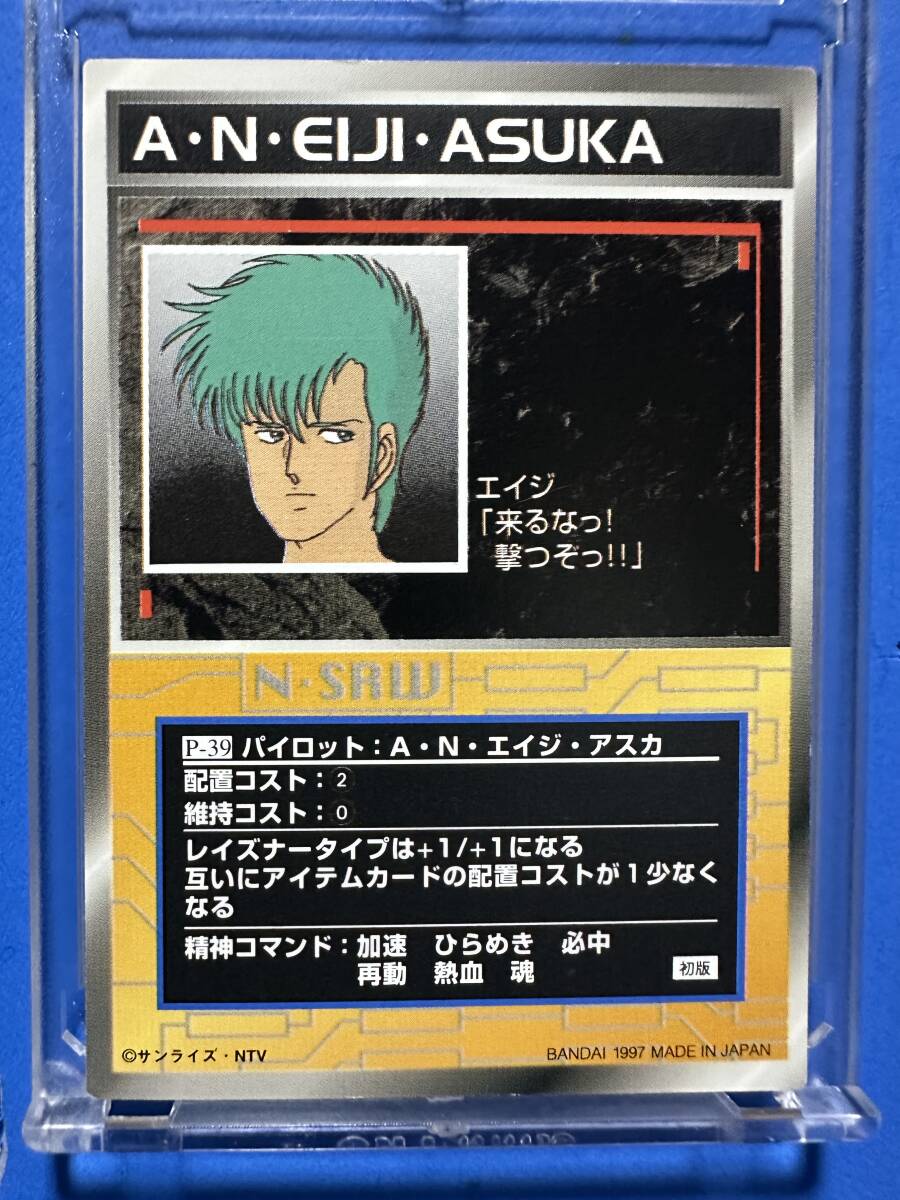 A・N・EIJI・ASUKA
エイジ
「来るなっ!
撃つぞっ!!」
N・SRW
P-39 パイロット：A・N・エイジ・アスカ
配置コスト：2
維持コスト：0
レイズナータイプは+1/+1になる
互いにアイテムカードの配置コストが1少なく
なる
精神コマンド：加速 ひらめき 必中
再動 熱血 魂
初版
©サンライズ・NTV
BANDAI 1997 MADE IN JAPAN